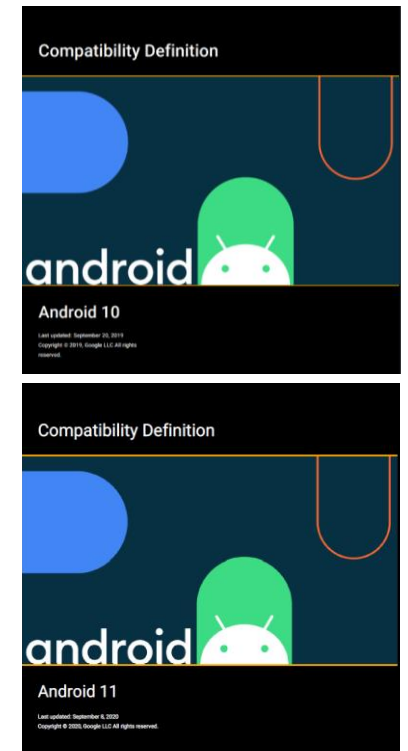 Compatibility Definition
android
Android 10
Last updated: September 20, 2019
Copyright © 2019, Google LLC All rights
reserved.
Compatibility Definition
android
Android 11
Last updated: September 8, 2020
Copyright © 2020, Google LLC All rights reserved.